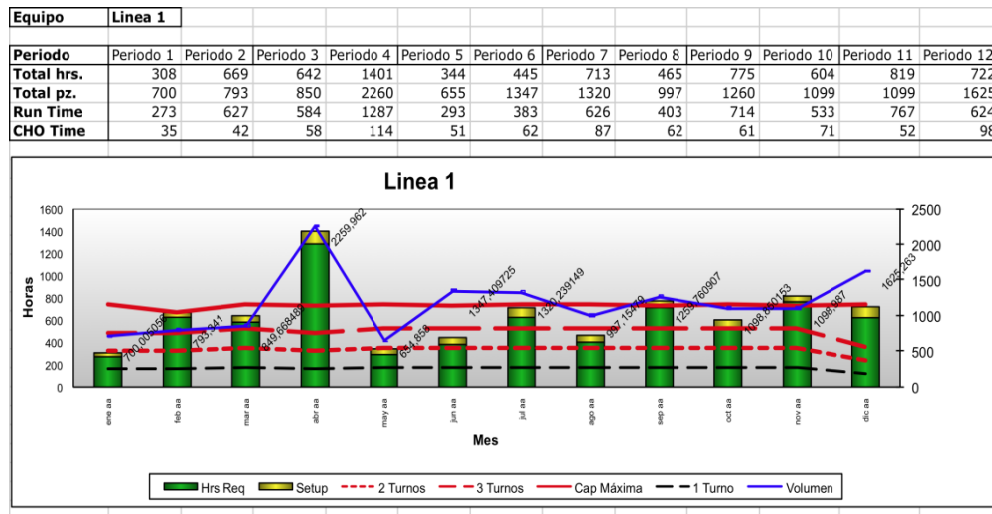 Equipo Linea 1
Periodo Periodo 1 Periodo 2 Periodo 3 Periodo 4 Periodo 5 Periodo 6 Periodo 7 Periodo 8 Periodo 9 Periodo 10 Periodo 11 Periodo 12
Total hrs. 308 669 642 1401 344 445 713 465 775 604 819 722
Total pz. 700 793 850 2260 655 1347 1320 997 1260 1099 1099 1625
Run Time 273 627 584 1287 293 383 626 403 714 533 767 624
CHO Time 35 42 58 114 51 62 87 62 61 71 52 98
Linea 1
Horas
1600
1400
1200
1000
800
600
400
200
0
2500
2000
1500
1000
500
0
2259,962
1347,409725
1320,239149
1259,760907
1625,263
ene aa feb aa mar aa abr aa may aa jun aa jul aa ago aa sep aa oct aa nov aa dic aa
Mes
Hrs Req Setup 2 Turnos 3 Turnos Cap Máxima 1 Turno Volumen